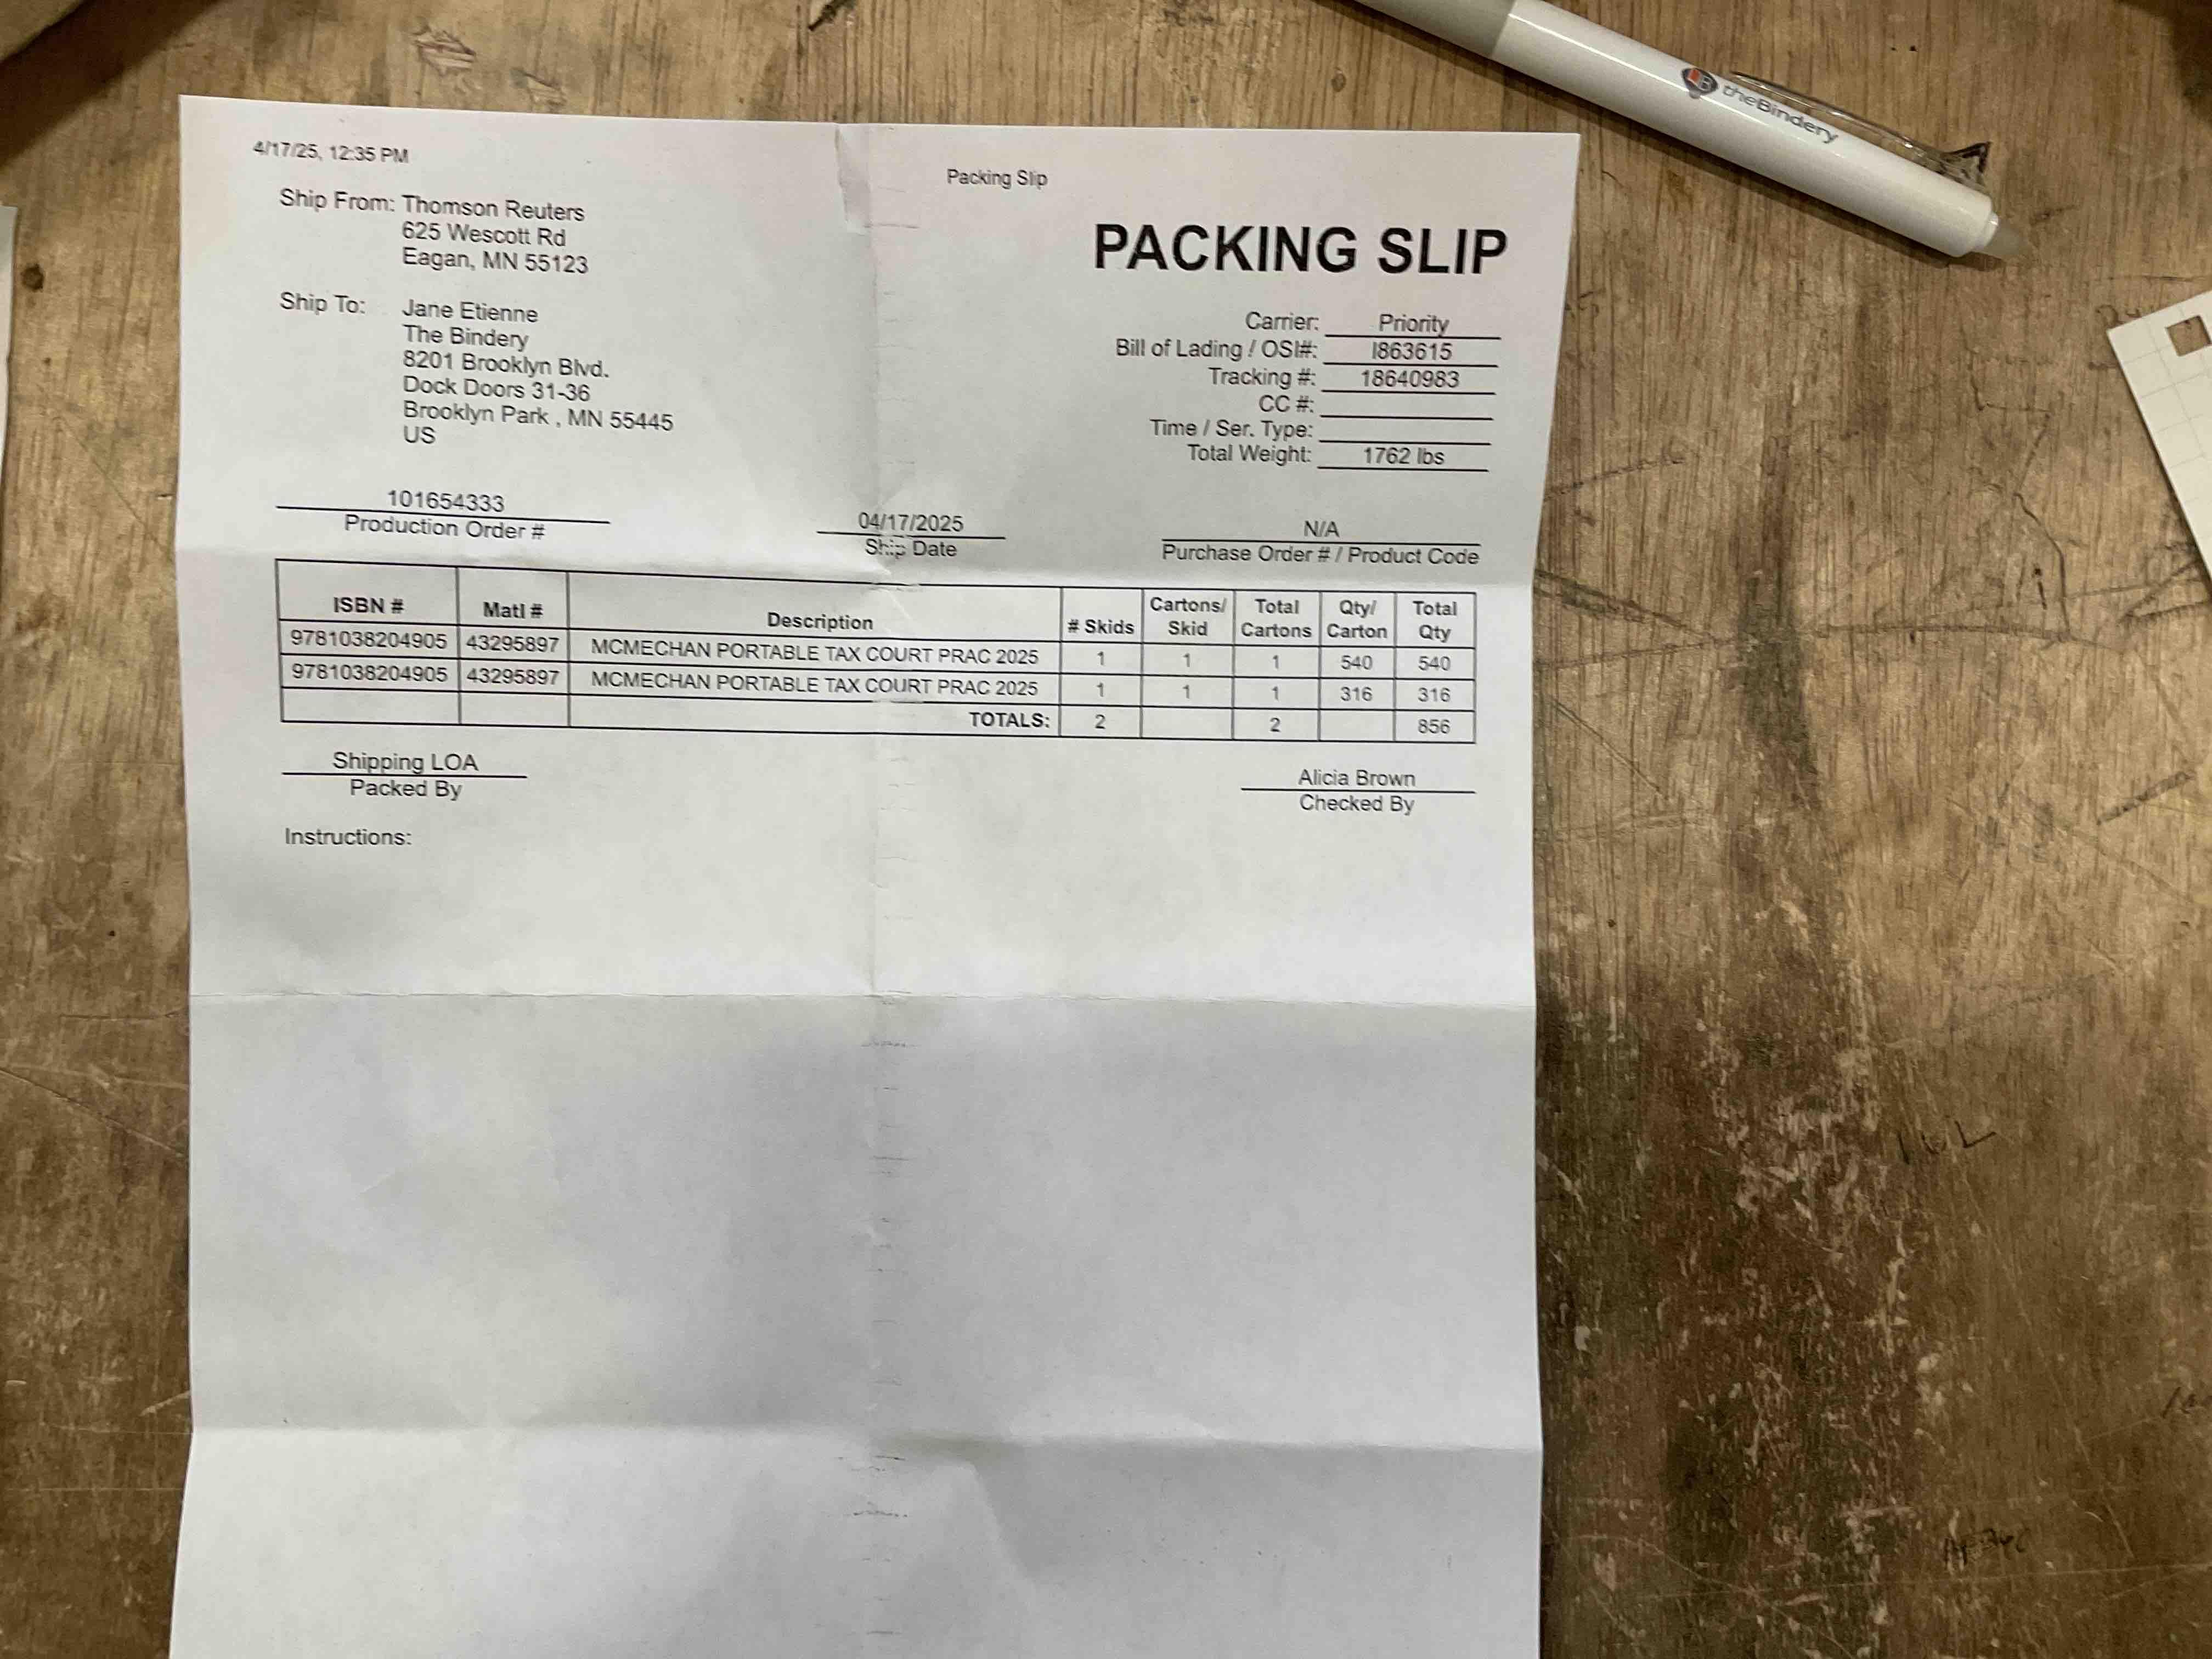 4/17/25, 12:35 PM
Packing Slip
Ship From: Thomson Reuters
625 Wescott Rd
Eagan, MN 55123
PACKING SLIP
Ship To: Jane Etienne
The Bindery
8201 Brooklyn Blvd.
Dock Doors 31-36
Brooklyn Park , MN 55445
US
Carrier: Priority
Bill of Lading / OSI#: I863615
Tracking #: 18640983
CC #:
Time / Ser. Type:
Total Weight: 1762 lbs
101654333
Production Order #
04/17/2025
Ship Date
N/A
Purchase Order # / Product Code
ISBN # Matl # Description # Skids Cartons/ Skid Total Cartons Qty/ Carton Total Qty
9781038204905 43295897 MCMECHAN PORTABLE TAX COURT PRAC 2025 1 1 1 540 540
9781038204905 43295897 MCMECHAN PORTABLE TAX COURT PRAC 2025 1 1 1 316 316
TOTALS: 2 2 856
Shipping LOA
Packed By
Alicia Brown
Checked By
Instructions:
theBindery